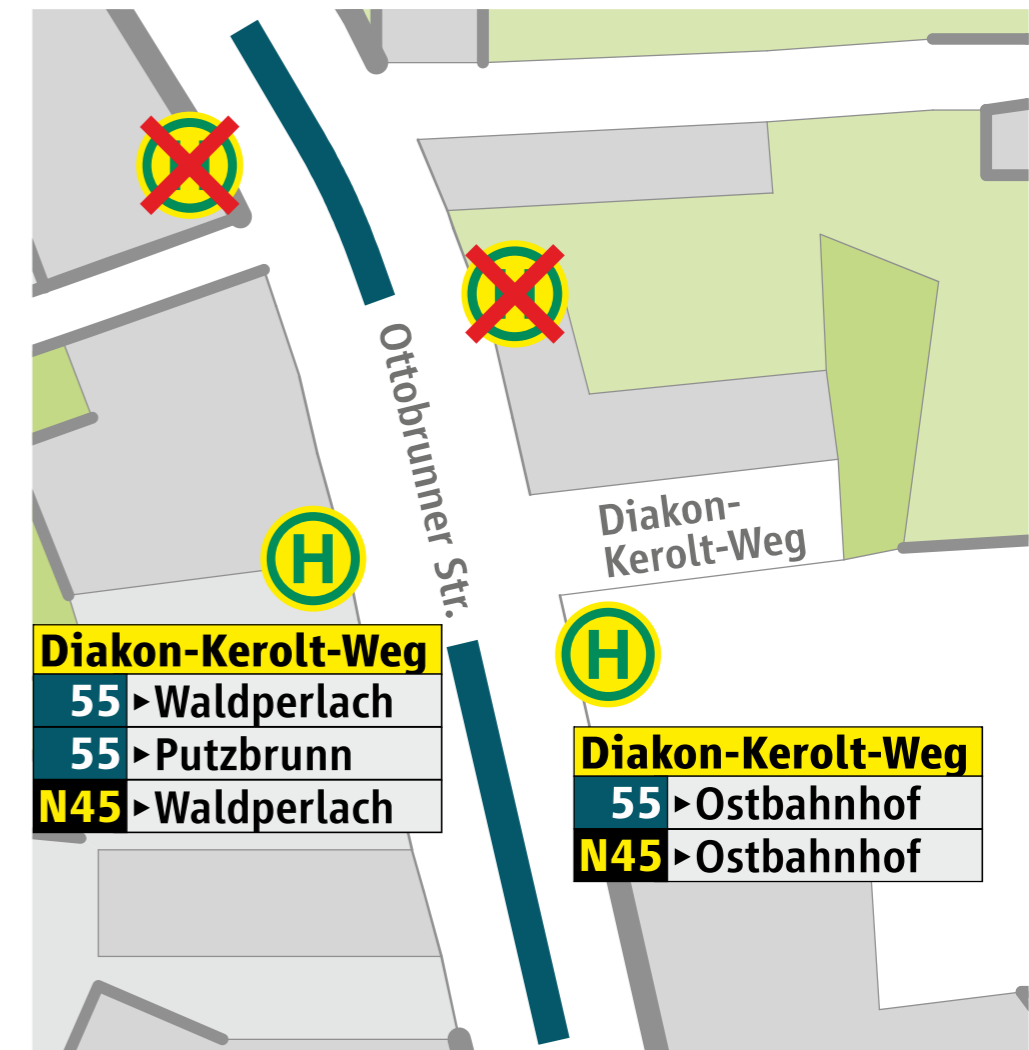 H
H
Ottobrunner Str.
Diakon-
Kerolt-Weg
H
Diakon-Kerolt-Weg
55 ▸Waldperlach
55 ▸Putzbrunn
N45 ▸Waldperlach
H
Diakon-Kerolt-Weg
55 ▸Ostbahnhof
N45 ▸Ostbahnhof